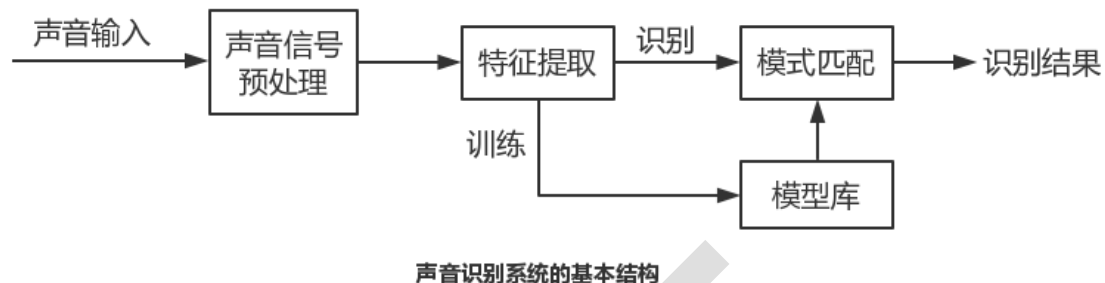 声音输入
声音信号
预处理
特征提取
识别
模式匹配
识别结果
训练
模型库
声音识别系统的基本结构